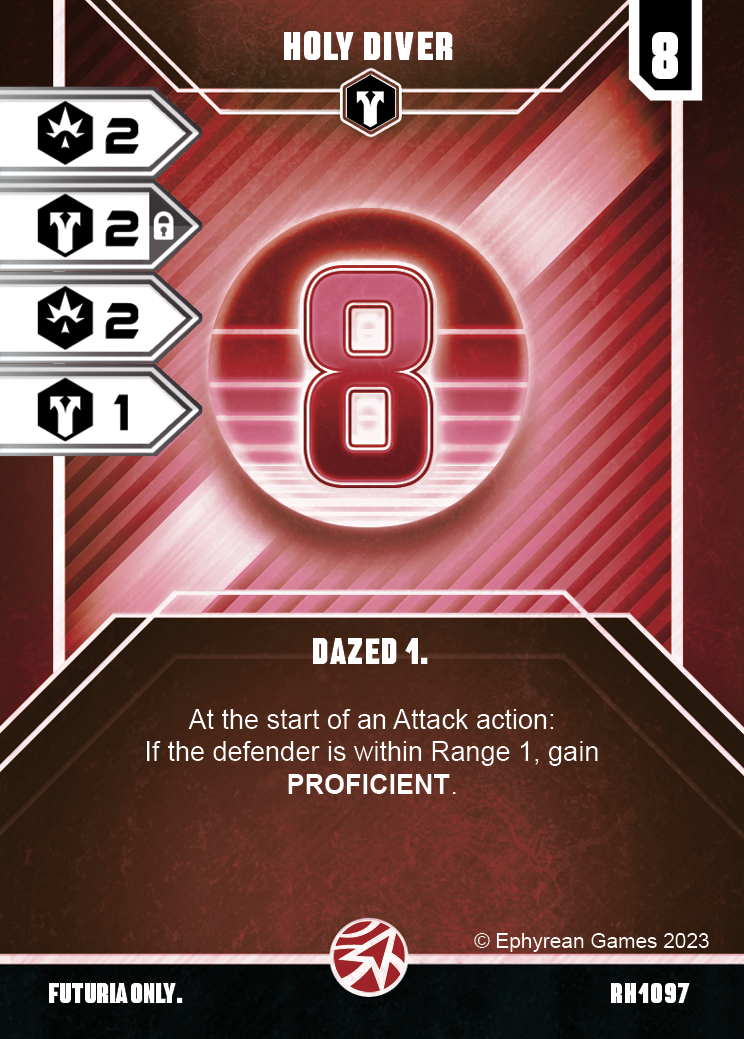 HOLY DIVER
8
2
2
2
1
8
DAZED 1.
At the start of an Attack action:
If the defender is within Range 1, gain
PROFICIENT.
© Ephyrean Games 2023
FUTURIA ONLY.
RH1097